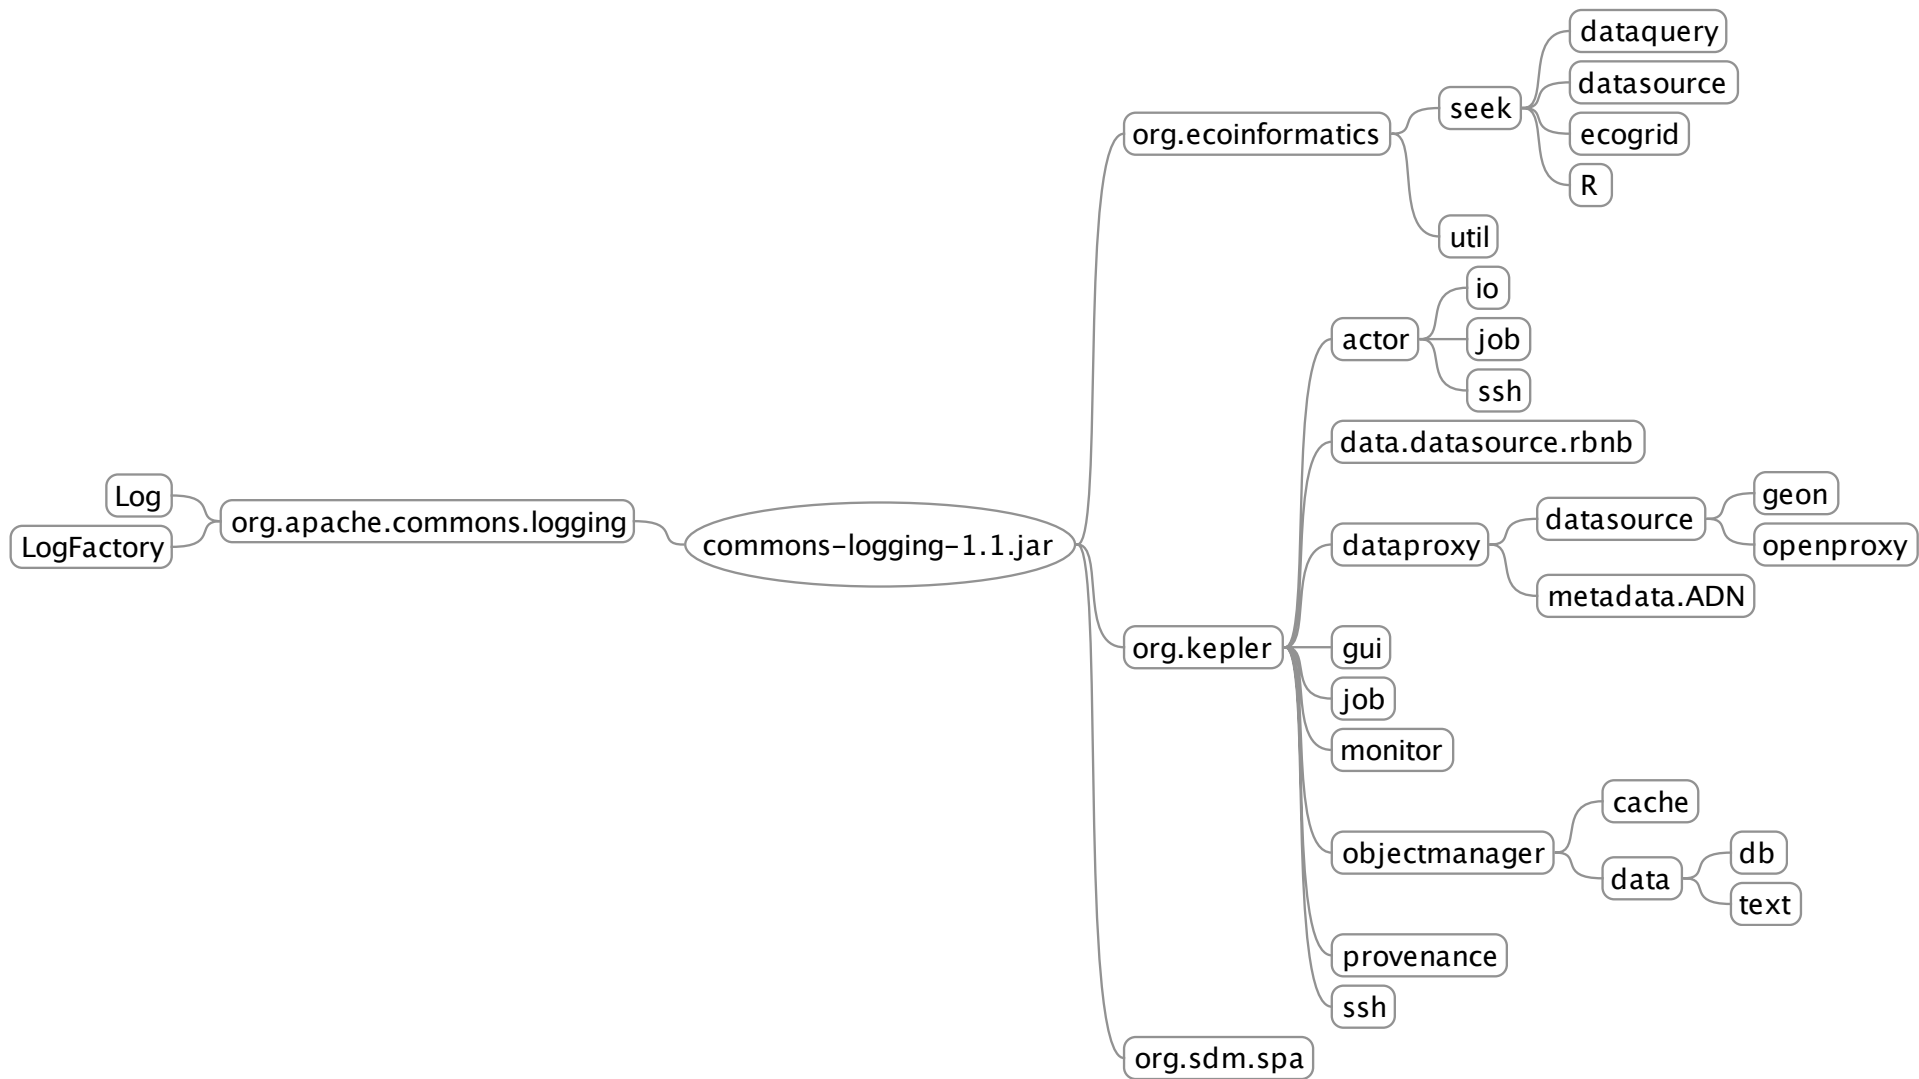 dataquery
datasource
seek
ecogrid
org.ecoinformatics
R
util
io
actor
job
ssh
data.datasource.rbnb
Log
org.apache.commons.logging
LogFactory
commons-logging-1.1.jar
geon
datasource
openproxy
dataproxy
metadata.ADN
org.kepler
gui
job
monitor
cache
objectmanager
db
data
text
provenance
ssh
org.sdm.spa